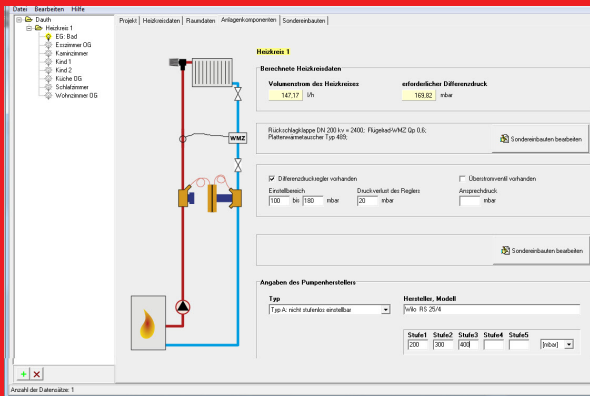 Datei Bearbeiten Hilfe
Dauth
Heizkreis 1
EG: Bad
Esszimmer OG
Kaminzimmer
Kind 1
Kind 2
Küche OG
Schlafzimmer
Wohnzimmer OG
Projekt Heizkreisdaten Raumdaten Anlagenkomponenten Sondereinbauten
Heizkreis 1
Berechnete Heizkreisdaten
Volumenstrom des Heizkreises erforderlicher Differenzdruck
147,17 l/h 169,82 mbar
Rückschlagklappe DN 200 kv = 2400; Flügelrad-WMZ Qp 0,6;
Plattenwärmetauscher Typ 409;
Sondereinbauten bearbeiten
WMZ
Differenzdruckregler vorhanden Überstromventil vorhanden
Einstellbereich Druckverlust des Reglers Ansprechdruck
100 bis 180 mbar 20 mbar mbar
Sondereinbauten bearbeiten
Angaben des Pumpenherstellers
Typ Hersteller, Modell
Typ A: nicht stufenlos einstellbar Wilo RS 25/4
Stufe1 Stufe2 Stufe3 Stufe4 Stufe5
200 300 400 [mbar]
Anzahl der Datensätze: 1